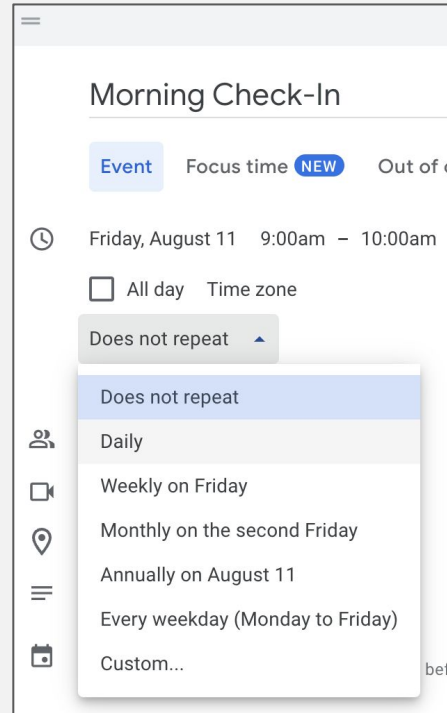 Morning Check-In
Event Focus time NEW Out of
Friday, August 11 9:00am – 10:00am
All day Time zone
Does not repeat
Does not repeat
Daily
Weekly on Friday
Monthly on the second Friday
Annually on August 11
Every weekday (Monday to Friday)
Custom...